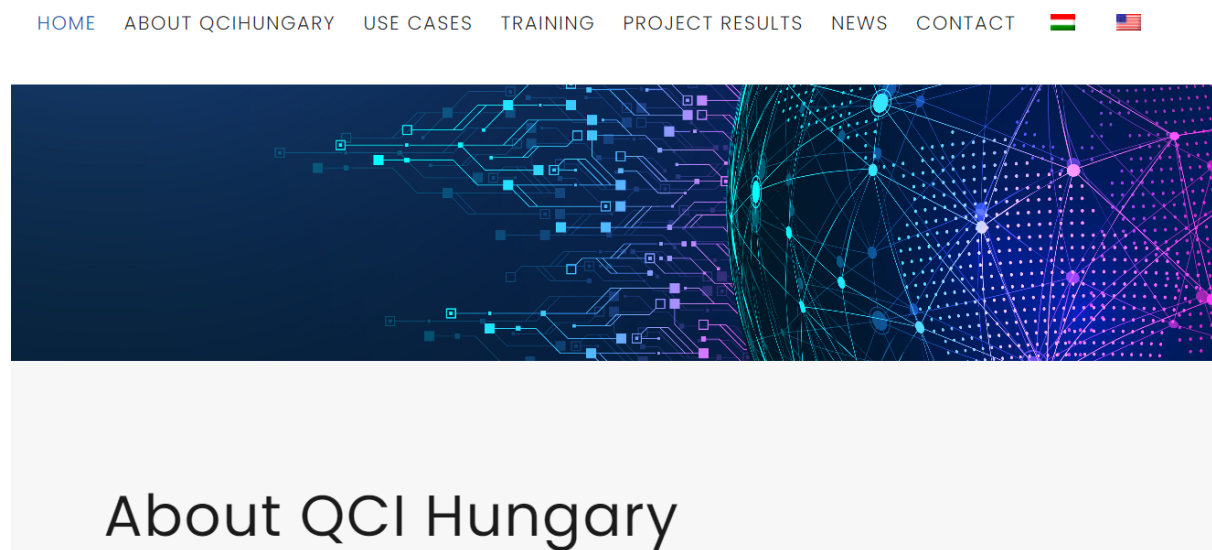 HOME ABOUT QCIHUNGARY USE CASES TRAINING PROJECT RESULTS NEWS CONTACT
About QCI Hungary